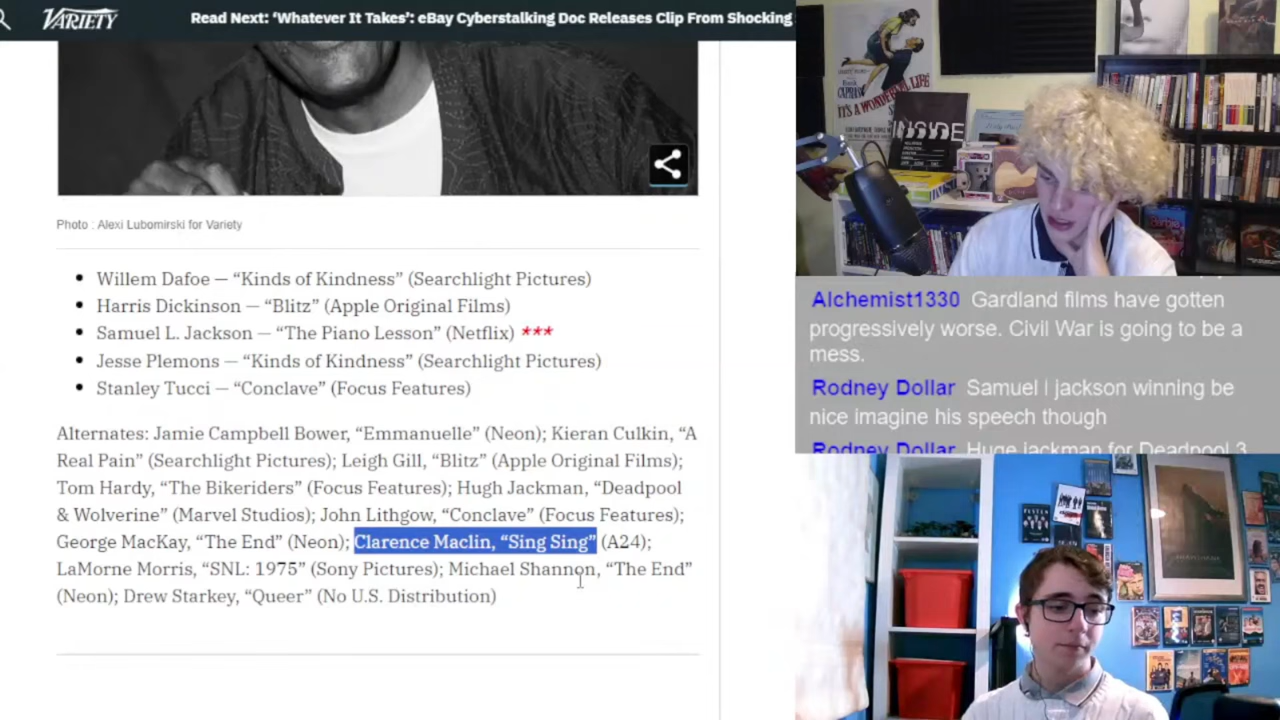 VARIETY
Read Next: ‘Whatever It Takes’: eBay Cyberstalking Doc Releases Clip From Shocking
Photo : Alexi Lubomirski for Variety
Willem Dafoe — “Kinds of Kindness” (Searchlight Pictures)
Harris Dickinson — “Blitz” (Apple Original Films)
Samuel L. Jackson — “The Piano Lesson” (Netflix) ***
Jesse Plemons — “Kinds of Kindness” (Searchlight Pictures)
Stanley Tucci — “Conclave” (Focus Features)
Alternates: Jamie Campbell Bower, “Emmanuelle” (Neon); Kieran Culkin, “A
Real Pain” (Searchlight Pictures); Leigh Gill, “Blitz” (Apple Original Films);
Tom Hardy, “The Bikeriders” (Focus Features); Hugh Jackman, “Deadpool
& Wolverine” (Marvel Studios); John Lithgow, “Conclave” (Focus Features);
George MacKay, “The End” (Neon); Clarence Maclin, “Sing Sing” (A24);
LaMorne Morris, “SNL: 1975” (Sony Pictures); Michael Shannon, “The End”
(Neon); Drew Starkey, “Queer” (No U.S. Distribution)
IT'S A WONDERFUL LIFE
INSIDE
Alchemist1330 Gardland films have gotten
progressively worse. Civil War is going to be a
mess.
Rodney Dollar Samuel l jackson winning be
nice imagine his speech though
Rodney Dollar Huge jackman for Deadpool 3